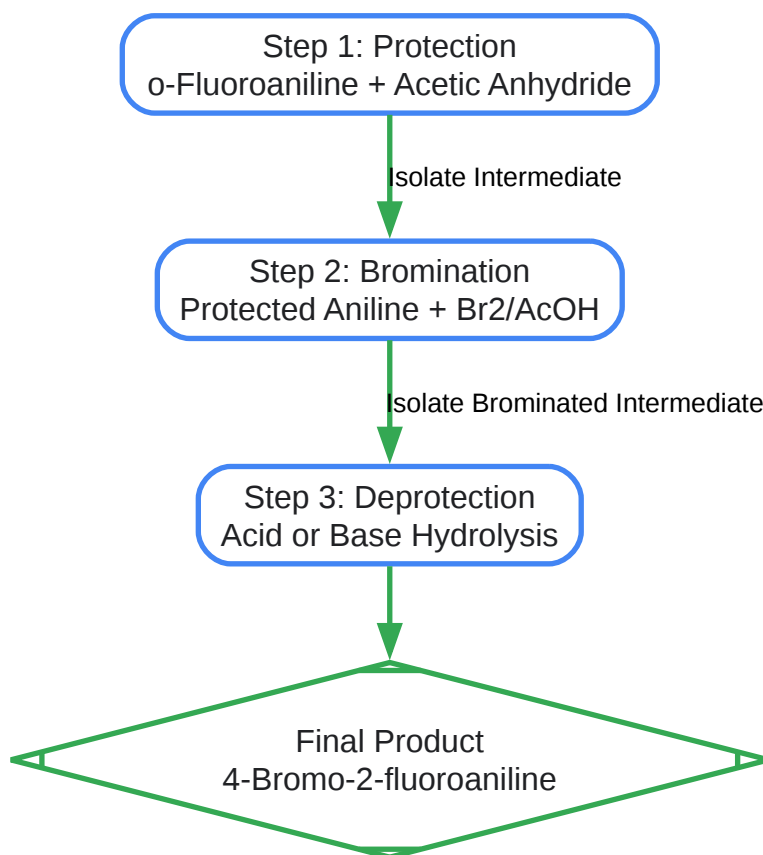 Step 1: Protection
o-Fluoroaniline + Acetic Anhydride
Isolate Intermediate
Step 2: Bromination
Protected Aniline + Br2/AcOH
Isolate Brominated Intermediate
Step 3: Deprotection
Acid or Base Hydrolysis
Final Product
4-Bromo-2-fluoroaniline